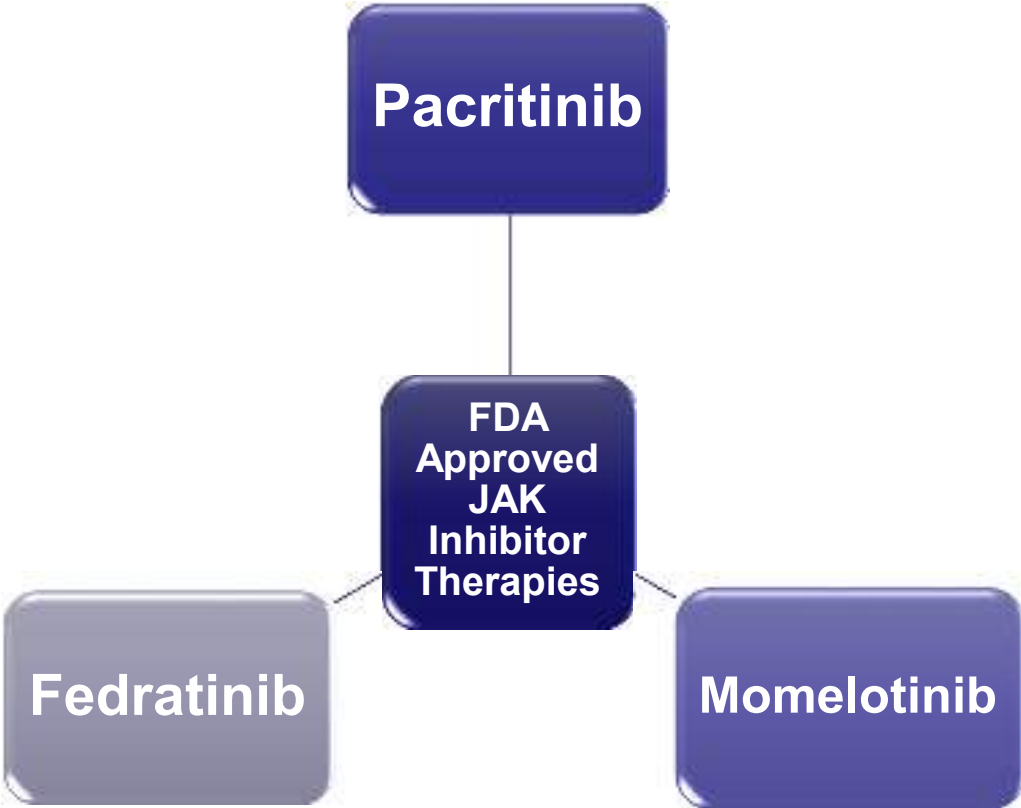 Pacritinib
FDA
Approved
JAK
Inhibitor
Therapies
Fedratinib
Momelotinib